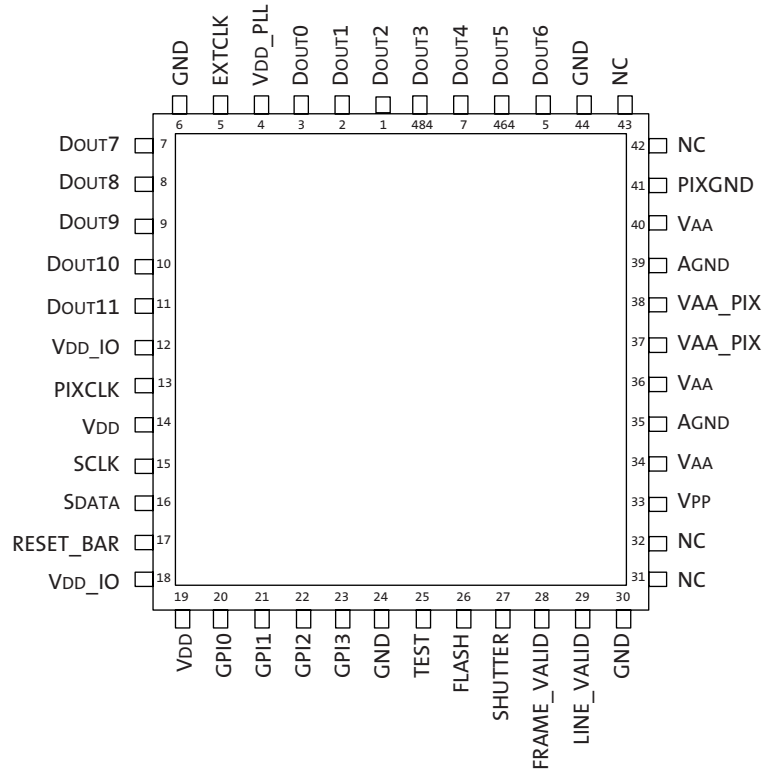 GND
EXTCLK
VDD_PLL
DOUT0
DOUT1
DOUT2
DOUT3
DOUT4
DOUT5
DOUT6
GND
NC
6 5 4 3 2 1 484 7 464 5 44 43
DOUT7 7
DOUT8 8
DOUT9 9
DOUT10 10
DOUT11 11
VDD_IO 12
PIXCLK 13
VDD 14
SCLK 15
SDATA 16
RESET_BAR 17
VDD_IO 18
42 NC
41 PIXGND
40 VAA
39 AGND
38 VAA_PIX
37 VAA_PIX
36 VAA
35 AGND
34 VAA
33 VPP
32 NC
31 NC
19 20 21 22 23 24 25 26 27 28 29 30
VDD
GPI0
GPI1
GPI2
GPI3
GND
TEST
FLASH
SHUTTER
FRAME_VALID
LINE_VALID
GND